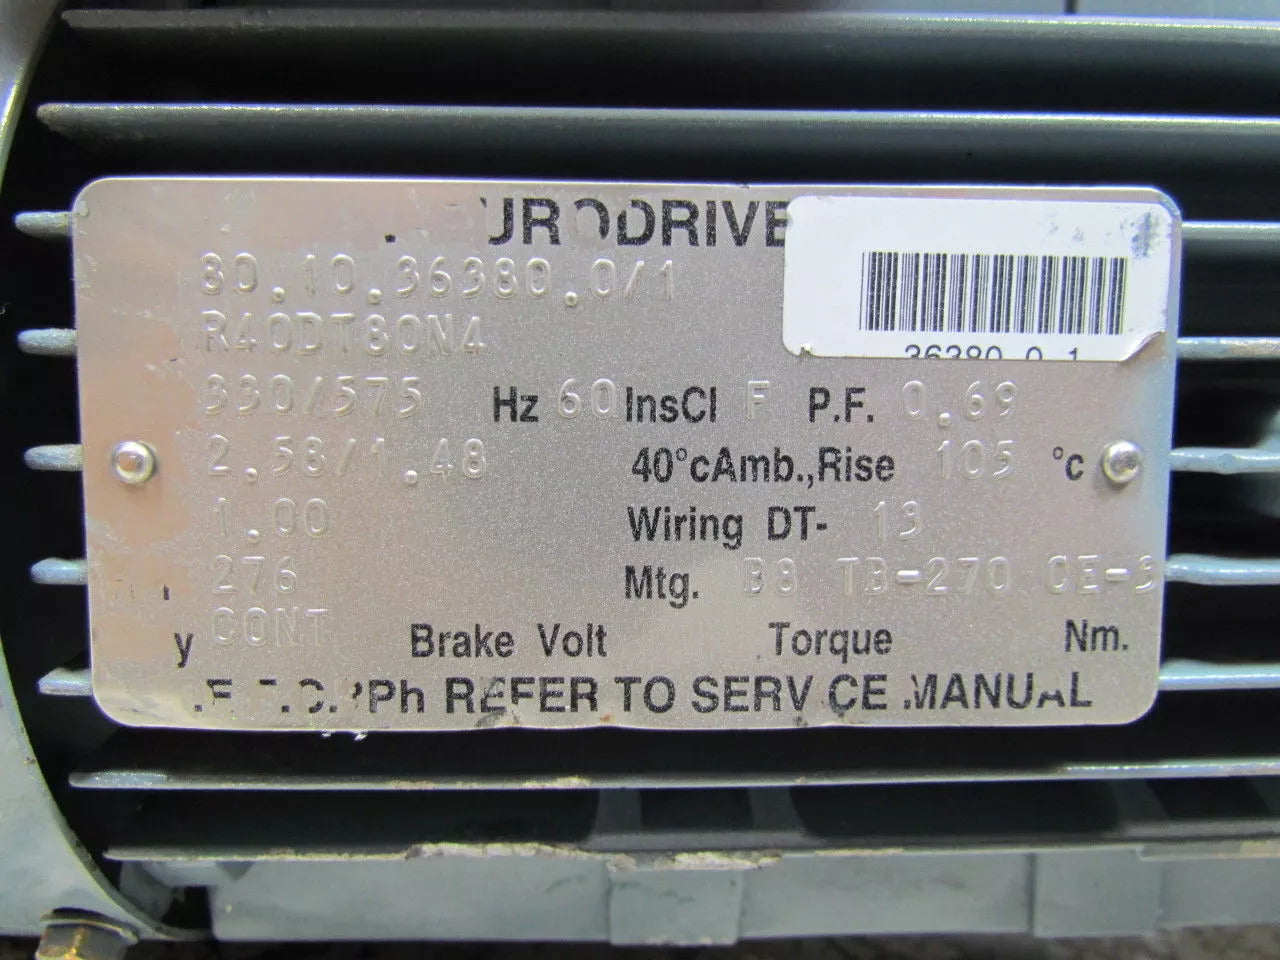 URODRIVE
80.10.36380.0/1
36380 0 1
R40DT80N4
330/575 Hz 60 InsCl F P.F. 0.69
2.58/1.48 40°cAmb.,Rise 105 °c
1.00 Wiring DT- 13
276 Mtg. B8 TB-270 CE-3
y CONT Brake Volt Torque Nm.
Ph REFER TO SERV CE MANUAL